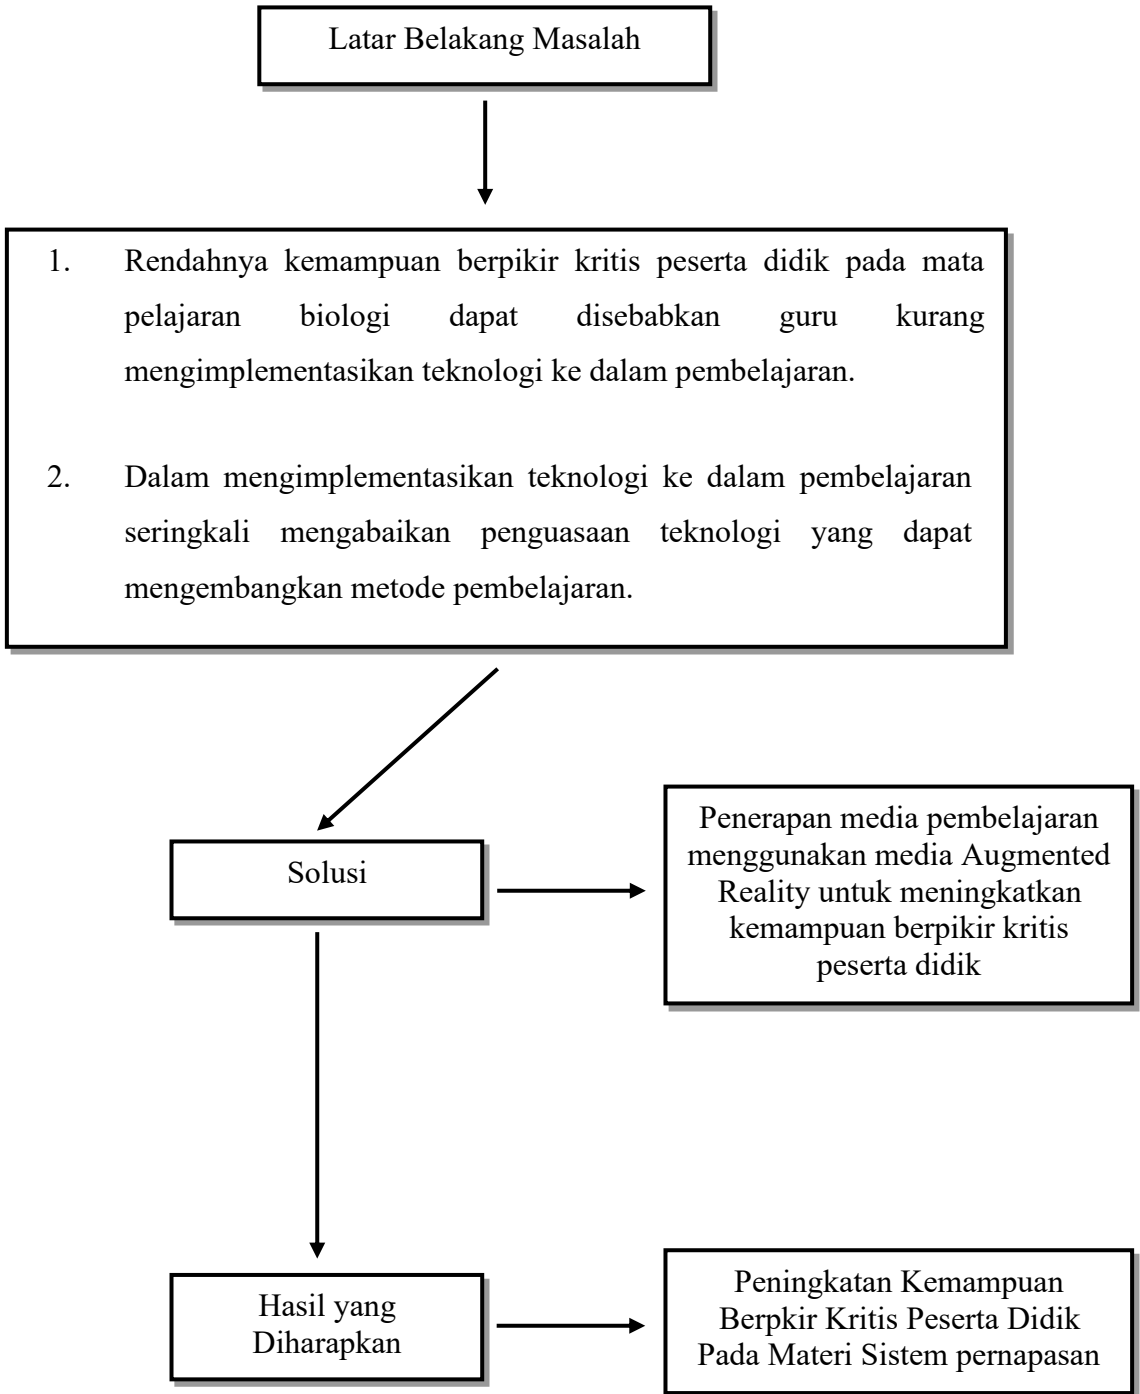 Latar Belakang Masalah
1. Rendahnya kemampuan berpikir kritis peserta didik pada mata
pelajaran biologi dapat disebabkan guru kurang
mengimplementasikan teknologi ke dalam pembelajaran.
2. Dalam mengimplementasikan teknologi ke dalam pembelajaran
seringkali mengabaikan penguasaan teknologi yang dapat
mengembangkan metode pembelajaran.
Solusi
Penerapan media pembelajaran
menggunakan media Augmented
Reality untuk meningkatkan
kemampuan berpikir kritis
peserta didik
Hasil yang
Diharapkan
Peningkatan Kemampuan
Berpkir Kritis Peserta Didik
Pada Materi Sistem pernapasan